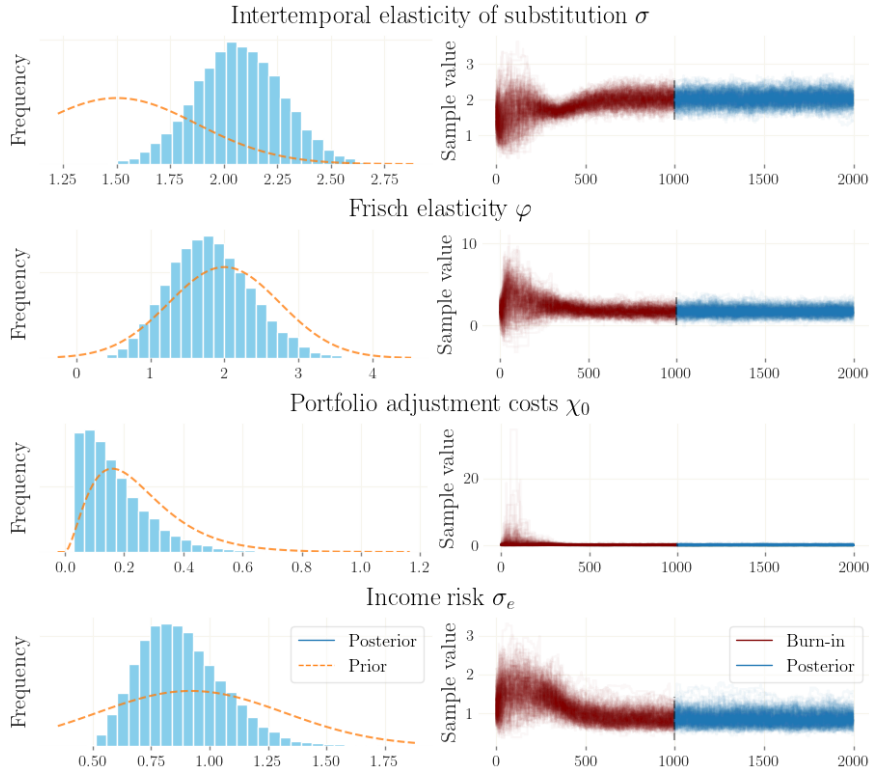 Intertemporal elasticity of substitution σ
Frequency
1.25 1.50 1.75 2.00 2.25 2.50 2.75
Sample value
3
2
1
0 500 1000 1500 2000
Frisch elasticity φ
Frequency
0 1 2 3 4
Sample value
10
0
0 500 1000 1500 2000
Portfolio adjustment costs χ₀
Frequency
0.0 0.2 0.4 0.6 0.8 1.0 1.2
Sample value
20
0
0 500 1000 1500 2000
Income risk σₑ
Frequency
Posterior
Prior
0.50 0.75 1.00 1.25 1.50 1.75
Sample value
3
2
1
Burn-in
Posterior
0 500 1000 1500 2000